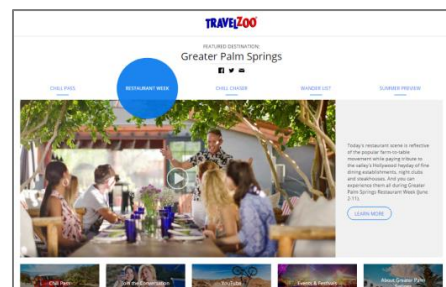 TRAVELZOO
FEATURED DESTINATION:
Greater Palm Springs
CHILL PASS
RESTAURANT WEEK
CHILL CHASER
WANDER LIST
SUMMER PREVIEW
Today's restaurant scene is reflective
of the popular farm-to-table
movement while paying tribute to
the valley's Hollywood heyday of fine
dining establishments, night clubs
and steakhouses. And you can
experience them all during Greater
Palm Springs Restaurant Week (June
2-11).
LEARN MORE
Chill Pass
Join the Conversation
YouTube
Events & Festivals
About Greater Palm